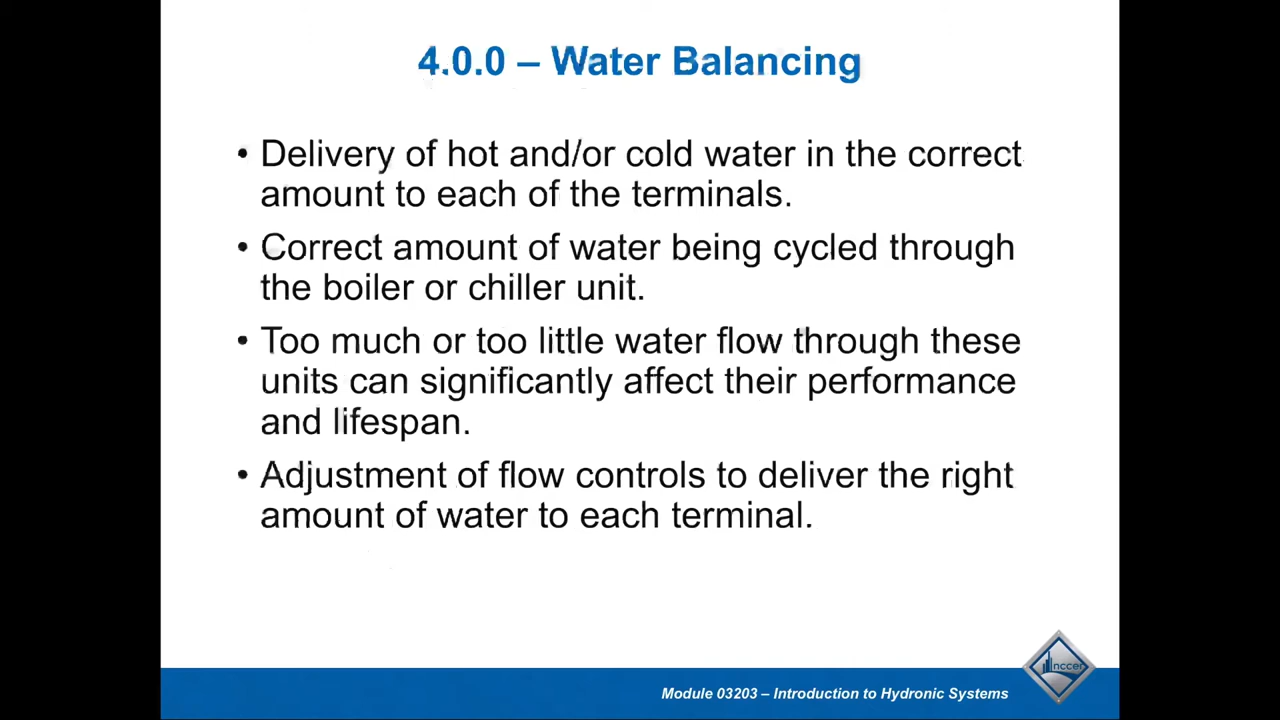 4.0.0 – Water Balancing
• Delivery of hot and/or cold water in the correct
amount to each of the terminals.
• Correct amount of water being cycled through
the boiler or chiller unit.
• Too much or too little water flow through these
units can significantly affect their performance
and lifespan.
• Adjustment of flow controls to deliver the right
amount of water to each terminal.
nccer
Module 03203 – Introduction to Hydronic Systems